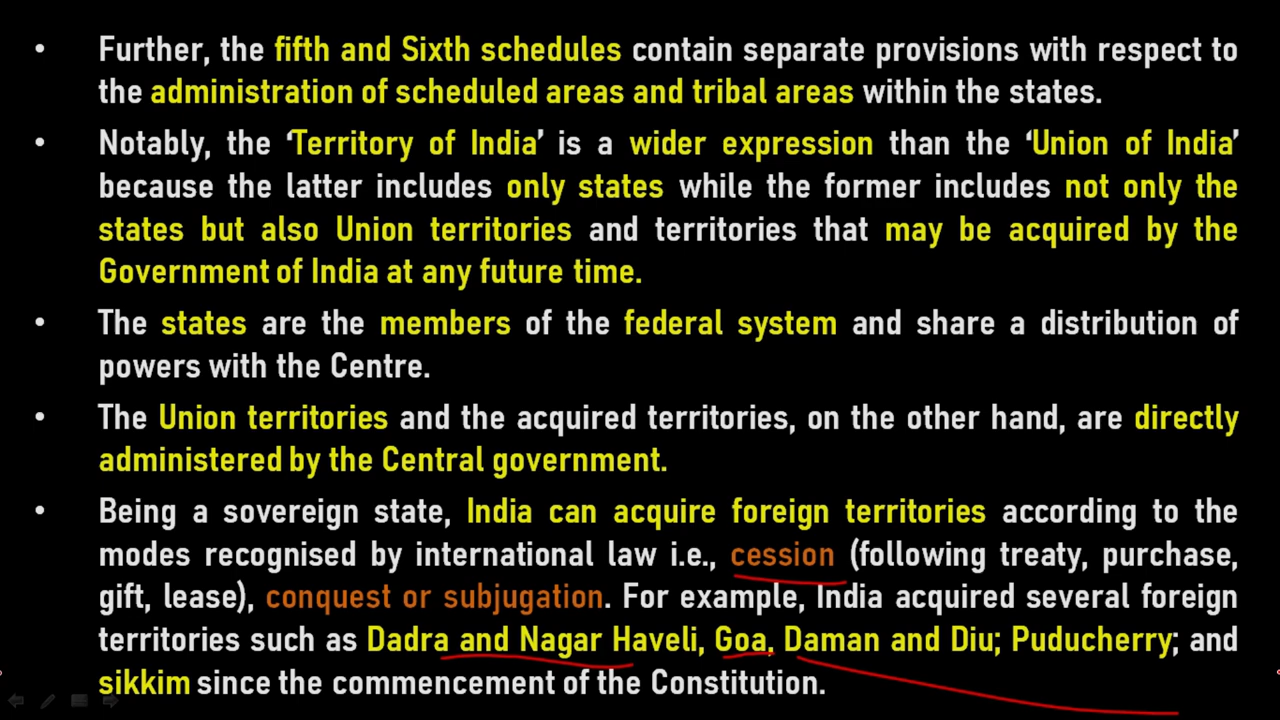 • Further, the fifth and Sixth schedules contain separate provisions with respect to
the administration of scheduled areas and tribal areas within the states.
• Notably, the ‘Territory of India’ is a wider expression than the ‘Union of India’
because the latter includes only states while the former includes not only the
states but also Union territories and territories that may be acquired by the
Government of India at any future time.
• The states are the members of the federal system and share a distribution of
powers with the Centre.
• The Union territories and the acquired territories, on the other hand, are directly
administered by the Central government.
• Being a sovereign state, India can acquire foreign territories according to the
modes recognised by international law i.e., cession (following treaty, purchase,
gift, lease), conquest or subjugation. For example, India acquired several foreign
territories such as Dadra and Nagar Haveli, Goa, Daman and Diu; Puducherry; and
sikkim since the commencement of the Constitution.